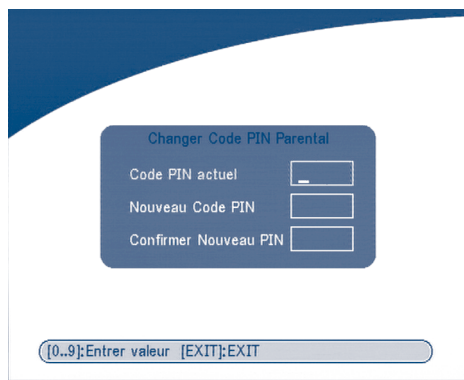 Changer Code PIN Parental
Code PIN actuel
Nouveau Code PIN
Confirmer Nouveau PIN
[0..9]:Entrer valeur [EXIT]:EXIT